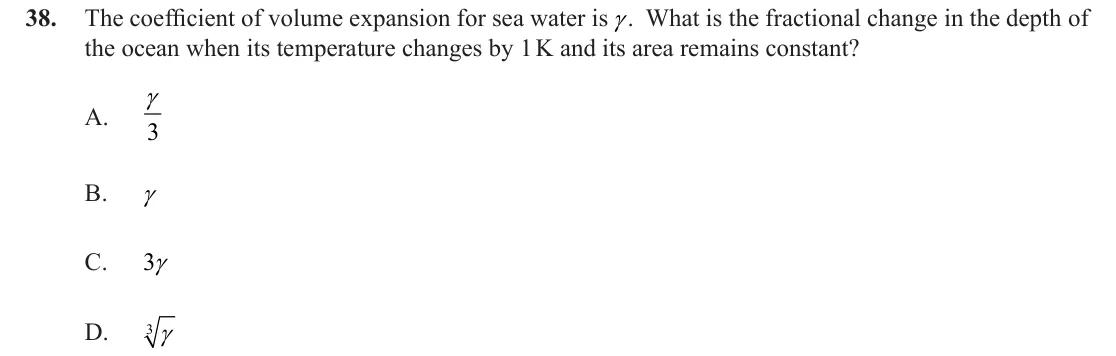 38. The coefficient of volume expansion for sea water is γ. What is the fractional change in the depth of
the ocean when its temperature changes by 1 K and its area remains constant?
A. γ/3
B. γ
C. 3γ
D. ∛γ